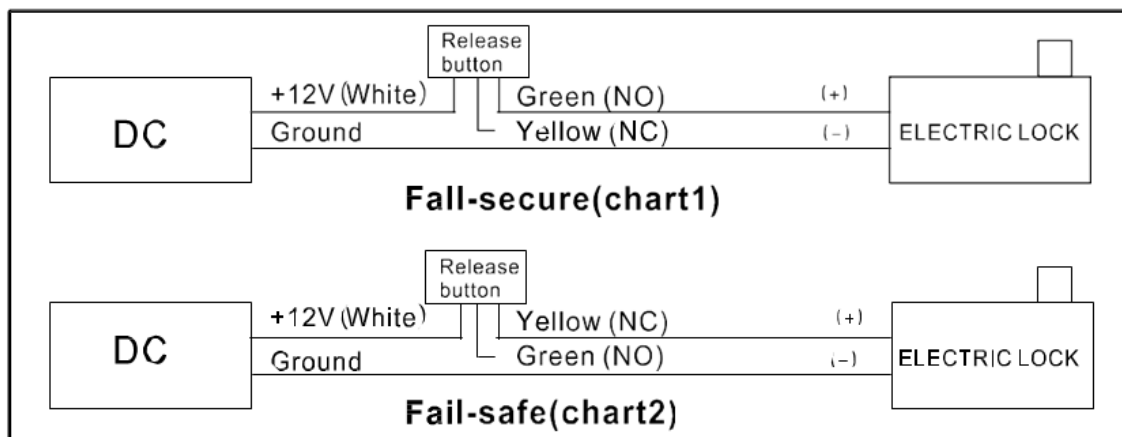 Release
button
+12V (White)
Green (NO)
(+)
DC
Ground
Yellow (NC)
(-)
ELECTRIC LOCK
Fall-secure(chart1)
Release
button
+12V (White)
Yellow (NC)
(+)
DC
Ground
Green (NO)
(-)
ELECTRIC LOCK
Fail-safe(chart2)